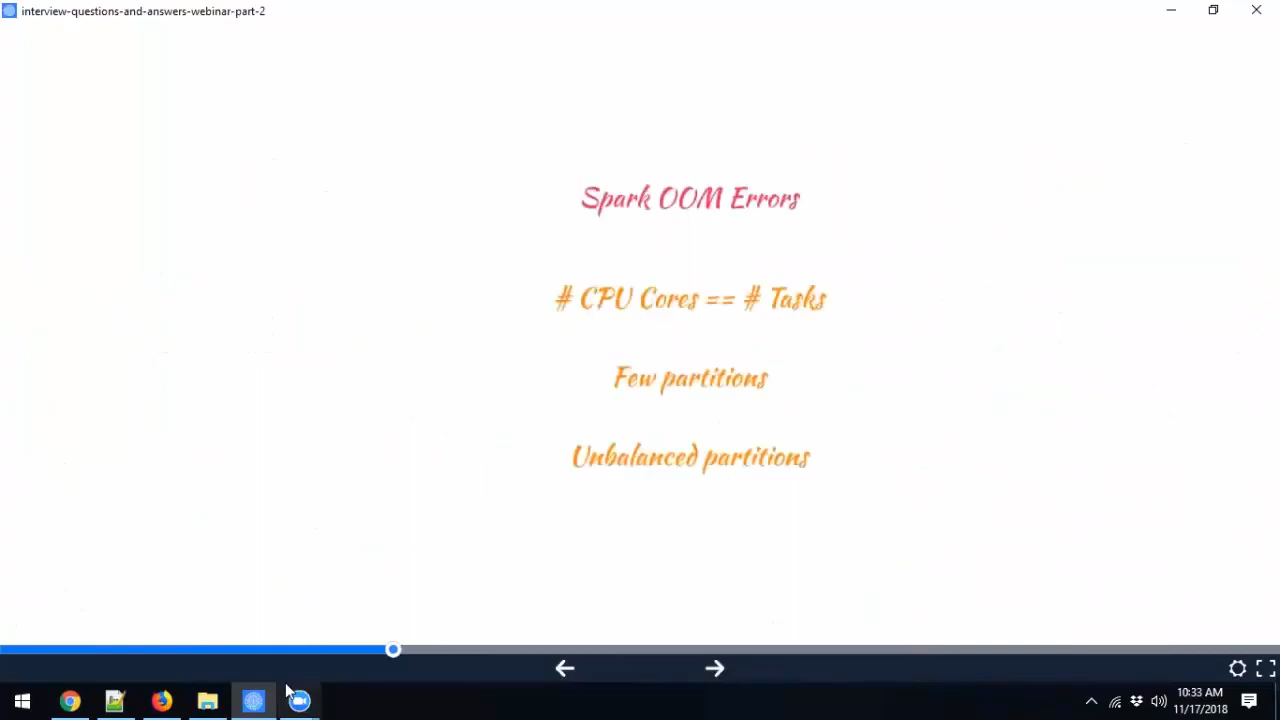 interview-questions-and-answers-webinar-part-2
Spark OOM Errors
# CPU Cores == # Tasks
Few partitions
Unbalanced partitions
10:33 AM
11/17/2018